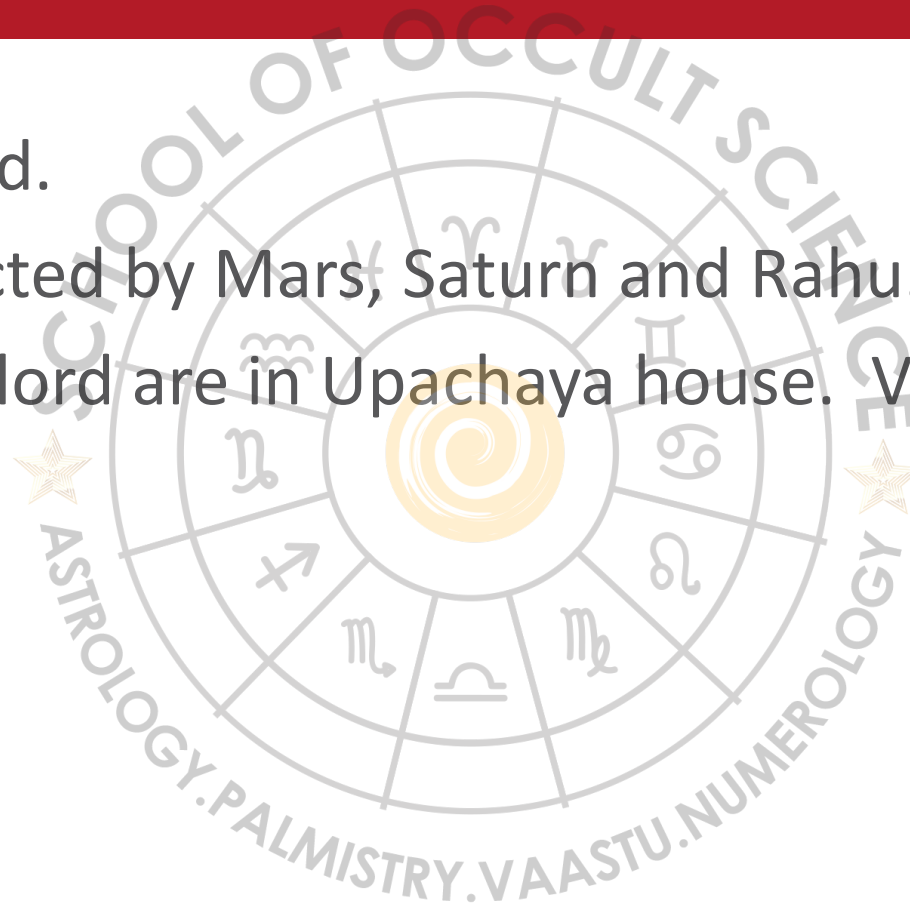 SCHOOL OF OCCULT SCIENCE
d.
cted by Mars, Saturn and Rahu.
lord are in Upachaya house. V
ASTROLOGY.PALMISTRY.VAASTU.NUMEROLOGY